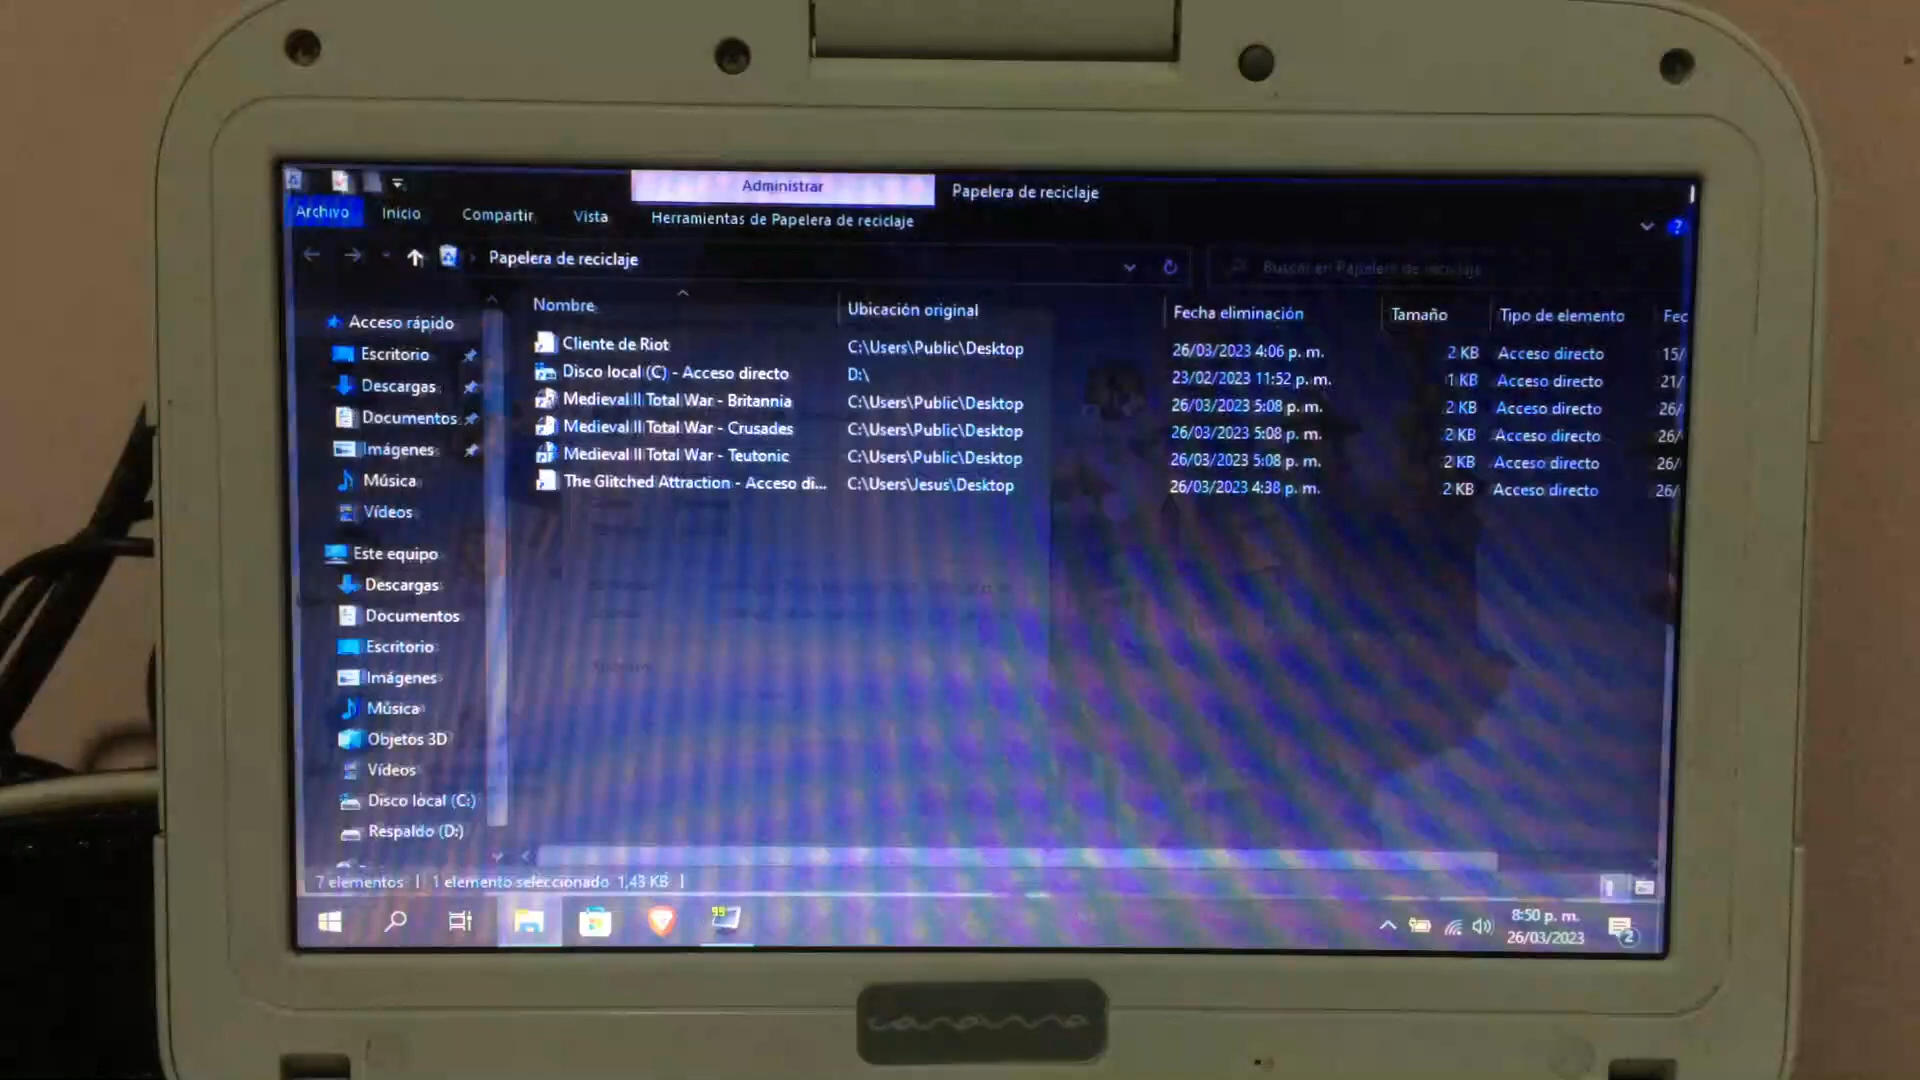 Administrar
Papelera de reciclaje
Archivo Inicio Compartir Vista Herramientas de Papelera de reciclaje
Papelera de reciclaje
Buscar en Papelera de reciclaje
Nombre Ubicación original Fecha eliminación Tamaño Tipo de elemento Fec
Cliente de Riot C:\Users\Public\Desktop 26/03/2023 4:06 p. m. 2 KB Acceso directo 15/
Disco local (C) - Acceso directo D:\ 23/02/2023 11:52 p. m. 1 KB Acceso directo 21/
Medieval II Total War - Britannia C:\Users\Public\Desktop 26/03/2023 5:08 p. m. 2 KB Acceso directo 26/
Medieval II Total War - Crusades C:\Users\Public\Desktop 26/03/2023 5:08 p. m. 2 KB Acceso directo 26/
Medieval II Total War - Teutonic C:\Users\Public\Desktop 26/03/2023 5:08 p. m. 2 KB Acceso directo 26/
The Glitched Attraction - Acceso di... C:\Users\Jesus\Desktop 26/03/2023 4:38 p. m. 2 KB Acceso directo 26/
Acceso rápido
Escritorio
Descargas
Documentos
Imágenes
Música
Vídeos
Este equipo
Descargas
Documentos
Escritorio
Imágenes
Música
Objetos 3D
Vídeos
Disco local (C:)
Respaldo (D:)
7 elementos 1 elemento seleccionado 1,43 KB
99
8:50 p. m.
26/03/2023
2
canaima